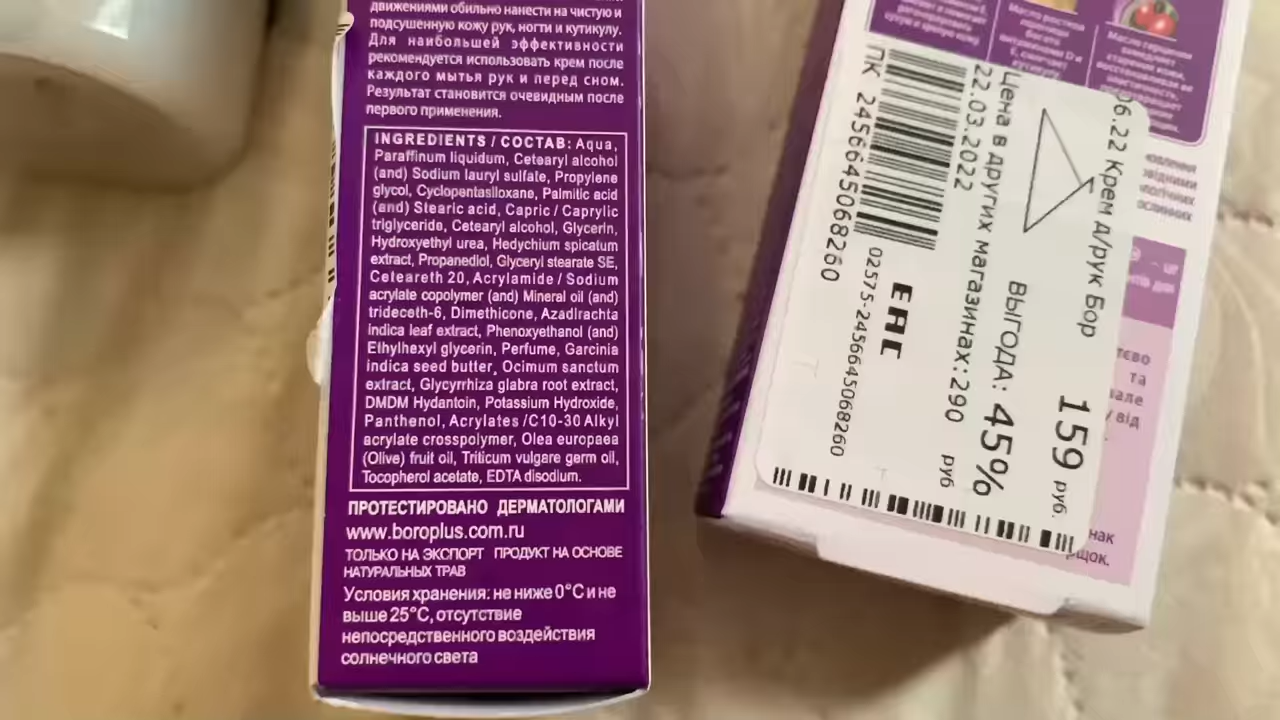 движениями обильно нанести на чистую и
подсушенную кожу рук, ногти и кутикулу.
Для наибольшей эффективности
рекомендуется использовать крем после
каждого мытья рук и перед сном.
Результат становится очевидным после
первого применения.
INGREDIENTS / СОСТАВ: Aqua,
Paraffinum liquidum, Cetearyl alcohol
(and) Sodium lauryl sulfate, Propylene
glycol, Cyclopentasiloxane, Palmitic acid
(and) Stearic acid, Capric / Caprylic
triglyceride, Cetearyl alcohol, Glycerin,
Hydroxyethyl urea, Hedychium spicatum
extract, Propanediol, Glyceryl stearate SE,
Ceteareth 20, Acrylamide / Sodium
acrylate copolymer (and) Mineral oil (and)
trideceth-6, Dimethicone, Azadirachta
indica leaf extract, Phenoxyethanol (and)
Ethylhexyl glycerin, Perfume, Garcinia
indica seed butter, Ocimum sanctum
extract, Glycyrrhiza glabra root extract,
DMDM Hydantoin, Potassium Hydroxide,
Panthenol, Acrylates /C10-30 Alkyl
acrylate crosspolymer, Olea europaea
(Olive) fruit oil, Triticum vulgare germ oil,
Tocopherol acetate, EDTA disodium.
ПРОТЕСТИРОВАНО ДЕРМАТОЛОГАМИ
www.boroplus.com.ru
ТОЛЬКО НА ЭКСПОРТ ПРОДУКТ НА ОСНОВЕ
НАТУРАЛЬНЫХ ТРАВ
Условия хранения: не ниже 0°C и не
выше 25°C, отсутствие
непосредственного воздействия
солнечного света
06.22 Крем д/рук Бор
159 руб.
ВЫГОДА: 45%
Цена в других магазинах: 290 руб
22.03.2022
ЕАС
02575-2456645068260
ПК 2456645068260